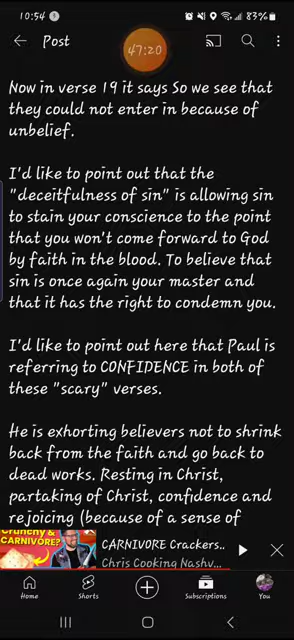 10:54
83%
Post
47:20
Now in verse 19 it says So we see that
they could not enter in because of
unbelief.
I'd like to point out that the
"deceitfulness of sin" is allowing sin
to stain your conscience to the point
that you won't come forward to God
by faith in the blood. To believe that
sin is once again your master and
that it has the right to condemn you.
I'd like to point out here that Paul is
referring to CONFIDENCE in both of
these "scary" verses.
He is exhorting believers not to shrink
back from the faith and go back to
dead works. Resting in Christ,
partaking of Christ, confidence and
rejoicing (because of a sense of
Crunchy &
CARNIVORE?
CARNIVORE Crackers..
Chris Cooking Nashv...
Home
Shorts
Subscriptions
You